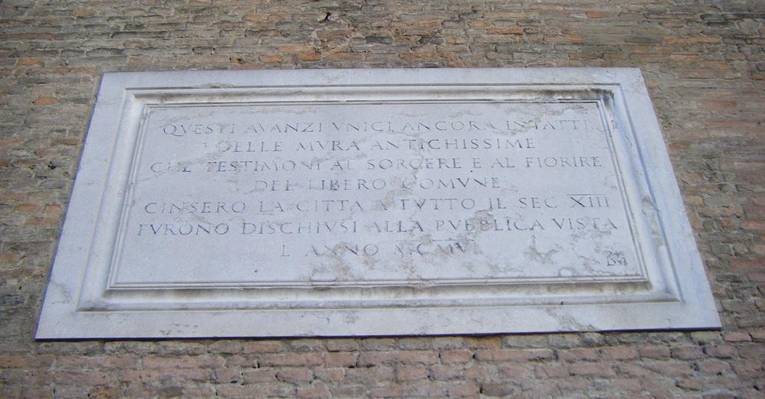 QVESTI AVANZI VNICI ANCORA INTATTI
DELLE MVRA ANTICHISSIME
CHE TESTIMONI AL SORGERE E AL FIORIRE
DEL LIBERO COMVNE
CINSERO LA CITTA A TVTTO IL SEC XIII
FVRONO DISCHIVSI ALLA PVBBLICA VISTA
L ANNO MCMIV